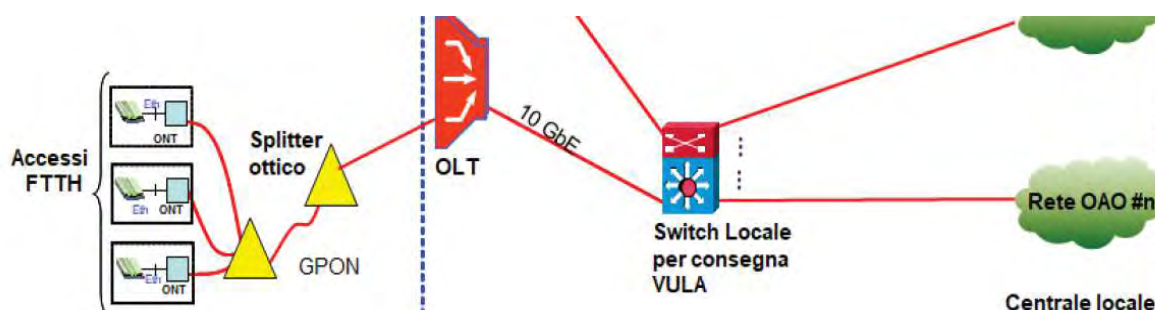 Accessi
FTTH
Eth
ONT
Eth
ONT
Eth
ONT
Splitter
ottico
GPON
OLT
10 GbE
Switch Locale
per consegna
VULA
Rete OAO #n
Centrale locale